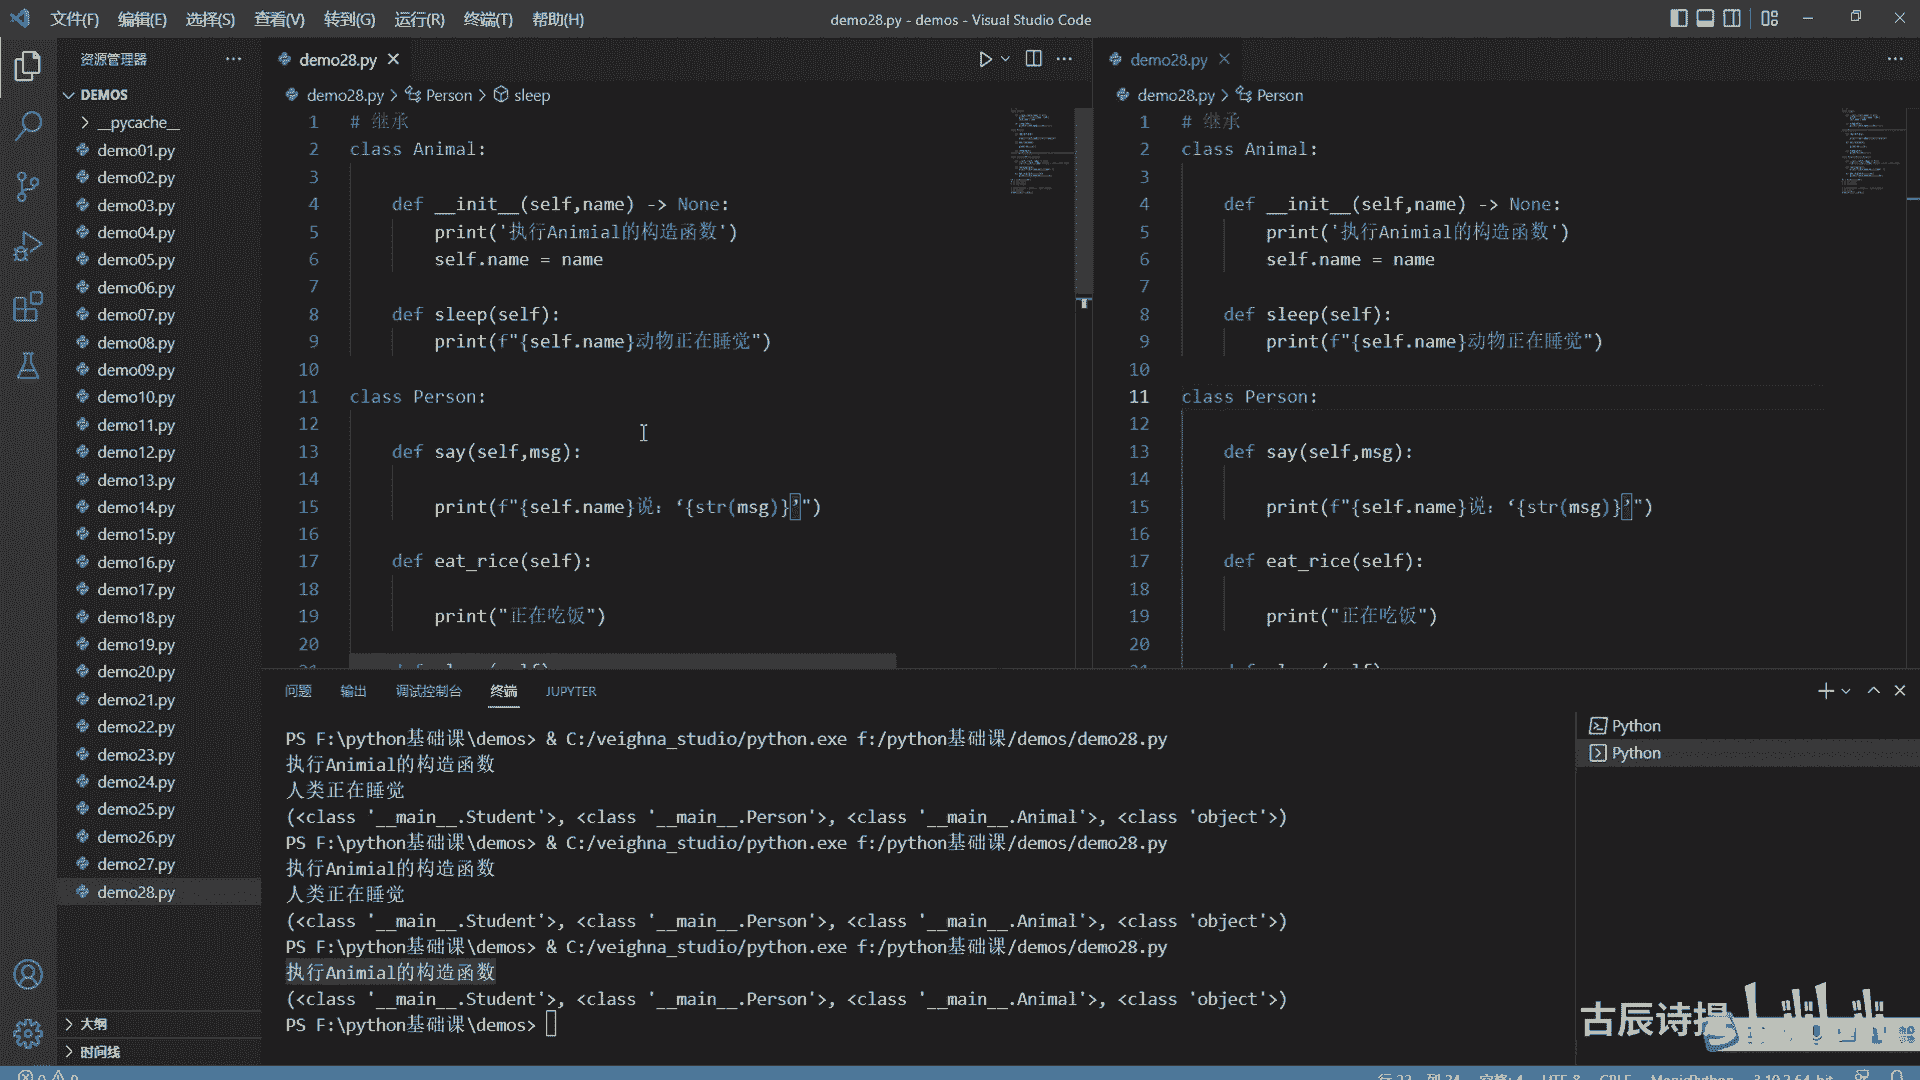 文件(F) 编辑(E) 选择(S) 查看(V) 转到(G) 运行(R) 终端(T) 帮助(H) demo28.py - demos - Visual Studio Code
资源管理器
DEMOS
__pycache__
demo01.py
demo02.py
demo03.py
demo04.py
demo05.py
demo06.py
demo07.py
demo08.py
demo09.py
demo10.py
demo11.py
demo12.py
demo13.py
demo14.py
demo15.py
demo16.py
demo17.py
demo18.py
demo19.py
demo20.py
demo21.py
demo22.py
demo23.py
demo24.py
demo25.py
demo26.py
demo27.py
demo28.py
大纲
时间线
demo28.py
demo28.py > Person > sleep
1 # 继承
2 class Animal:
3
4 def __init__(self,name) -> None:
5 print('执行Animial的构造函数')
6 self.name = name
7
8 def sleep(self):
9 print(f"{self.name}动物正在睡觉")
10
11 class Person:
12
13 def say(self,msg):
14
15 print(f"{self.name}说：‘{str(msg)}’")
16
17 def eat_rice(self):
18
19 print("正在吃饭")
20
demo28.py
demo28.py > Person
1 # 继承
2 class Animal:
3
4 def __init__(self,name) -> None:
5 print('执行Animial的构造函数')
6 self.name = name
7
8 def sleep(self):
9 print(f"{self.name}动物正在睡觉")
10
11 class Person:
12
13 def say(self,msg):
14
15 print(f"{self.name}说：‘{str(msg)}’")
16
17 def eat_rice(self):
18
19 print("正在吃饭")
20
问题 输出 调试控制台 终端 JUPYTER
PS F:\python基础课\demos> & C:/veighna_studio/python.exe f:/python基础课/demos/demo28.py
执行Animial的构造函数
人类正在睡觉
(<class '__main__.Student'>, <class '__main__.Person'>, <class '__main__.Animal'>, <class 'object'>)
PS F:\python基础课\demos> & C:/veighna_studio/python.exe f:/python基础课/demos/demo28.py
执行Animial的构造函数
人类正在睡觉
(<class '__main__.Student'>, <class '__main__.Person'>, <class '__main__.Animal'>, <class 'object'>)
PS F:\python基础课\demos> & C:/veighna_studio/python.exe f:/python基础课/demos/demo28.py
执行Animial的构造函数
(<class '__main__.Student'>, <class '__main__.Person'>, <class '__main__.Animal'>, <class 'object'>)
PS F:\python基础课\demos>
Python
Python
古辰诗提